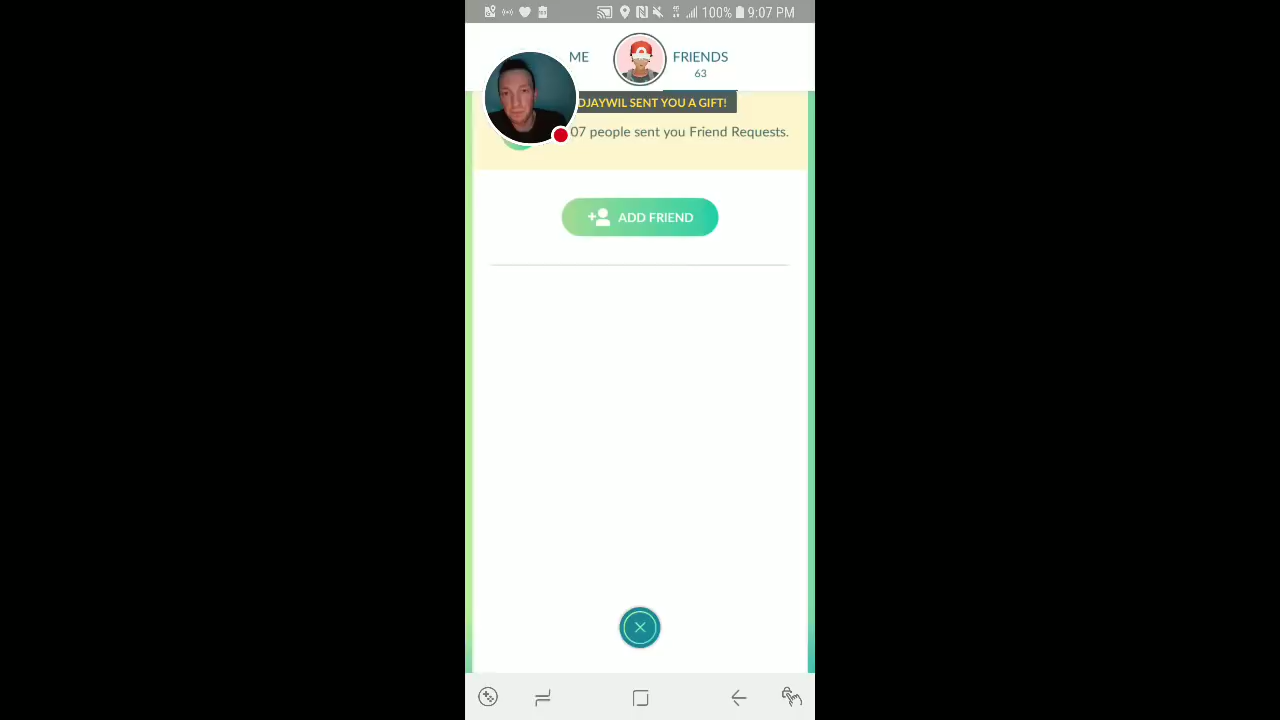 100% 9:07 PM
ME
FRIENDS
63
DJAYWIL SENT YOU A GIFT!
07 people sent you Friend Requests.
ADD FRIEND